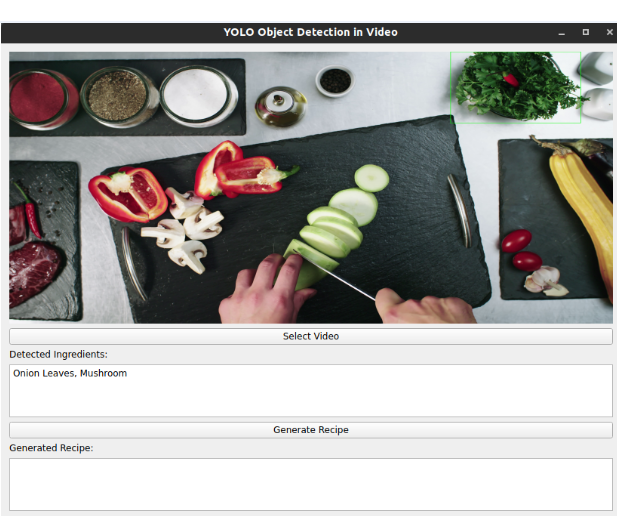 YOLO Object Detection in Video
Select Video
Detected Ingredients:
Onion Leaves, Mushroom
Generate Recipe
Generated Recipe: